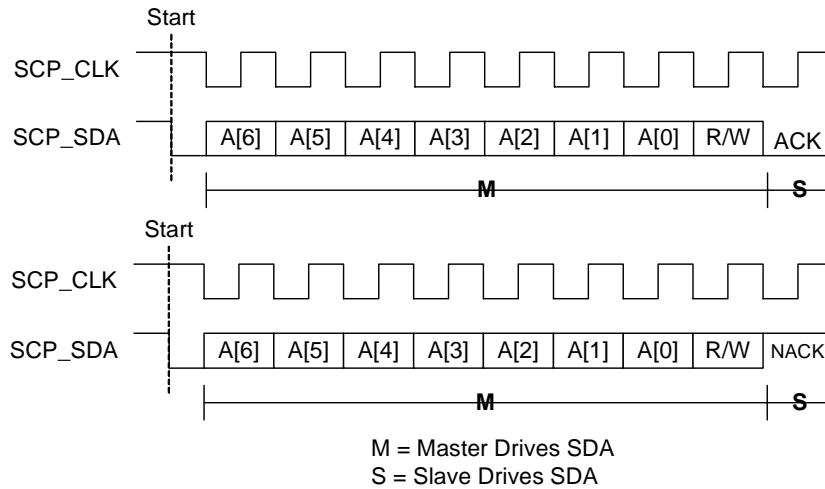 Start
SCP_CLK
SCP_SDA A[6] A[5] A[4] A[3] A[2] A[1] A[0] R/W ACK
M S
Start
SCP_CLK
SCP_SDA A[6] A[5] A[4] A[3] A[2] A[1] A[0] R/W NACK
M S
M = Master Drives SDA
S = Slave Drives SDA